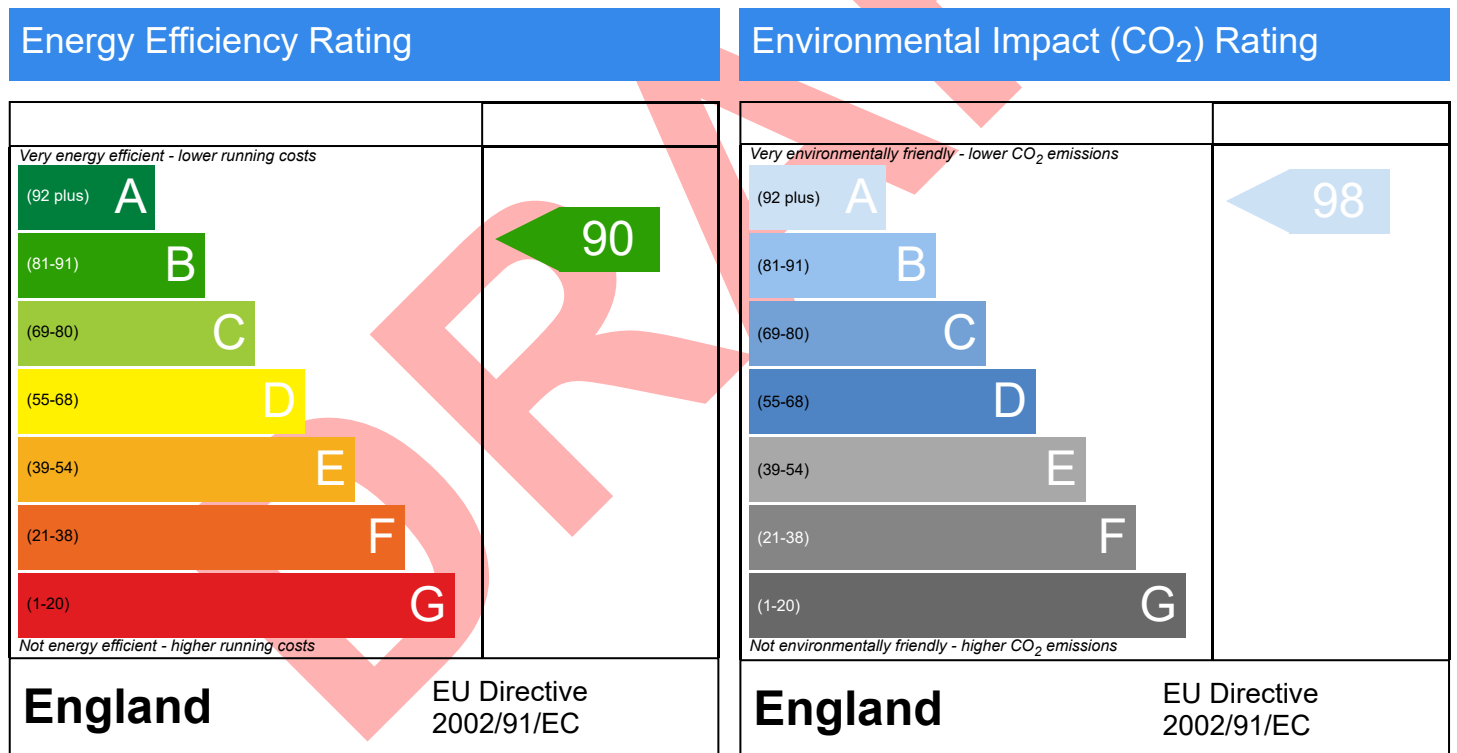 Energy Efficiency Rating
Very energy efficient - lower running costs
(92 plus) A
(81-91) B
(69-80) C
(55-68) D
(39-54) E
(21-38) F
(1-20) G
Not energy efficient - higher running costs
90
England
EU Directive
2002/91/EC
Environmental Impact (CO2) Rating
Very environmentally friendly - lower CO2 emissions
(92 plus) A
(81-91) B
(69-80) C
(55-68) D
(39-54) E
(21-38) F
(1-20) G
Not environmentally friendly - higher CO2 emissions
98
England
EU Directive
2002/91/EC